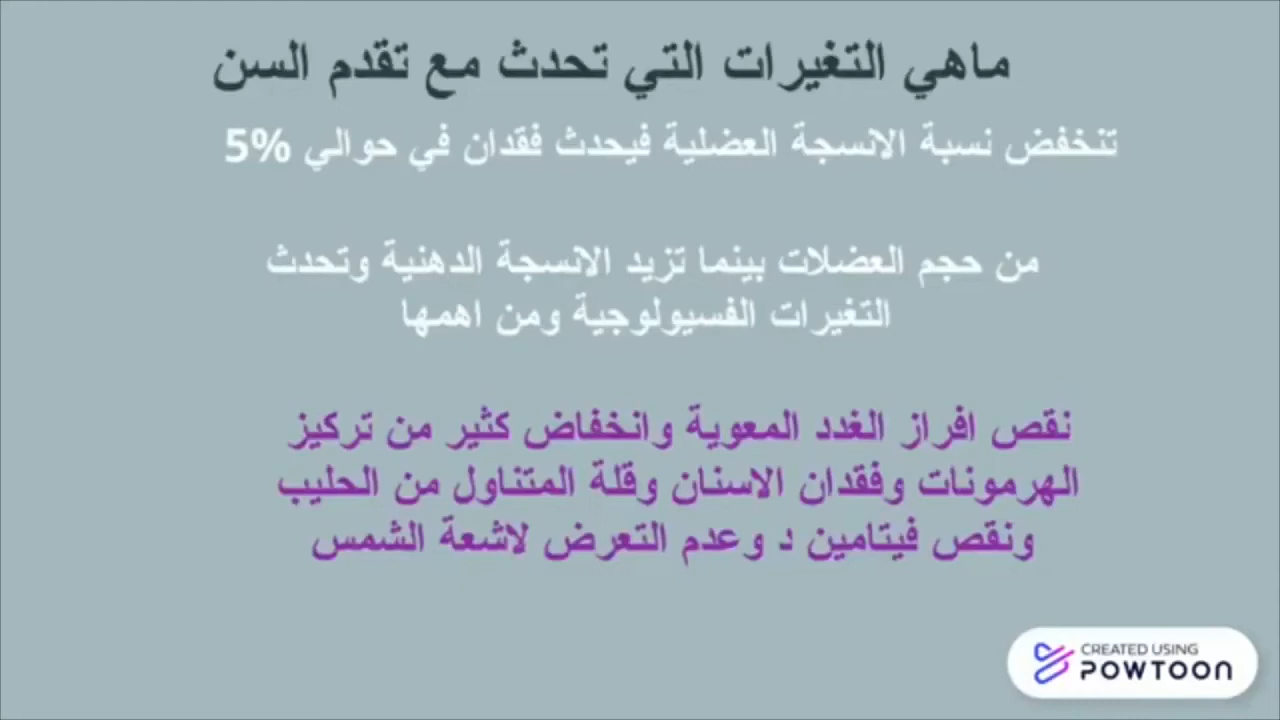 ماهي التغيرات التي تحدث مع تقدم السن
تنخفض نسبة الانسجة العضلية فيحدث فقدان في حوالي 5%
من حجم العضلات بينما تزيد الانسجة الدهنية وتحدث
التغيرات الفسيولوجية ومن اهمها
نقص افراز الغدد المعوية وانخفاض كثير من تركيز
الهرمونات وفقدان الاسنان وقلة المتناول من الحليب
ونقص فيتامين د وعدم التعرض لاشعة الشمس
CREATED USING
POWTOON